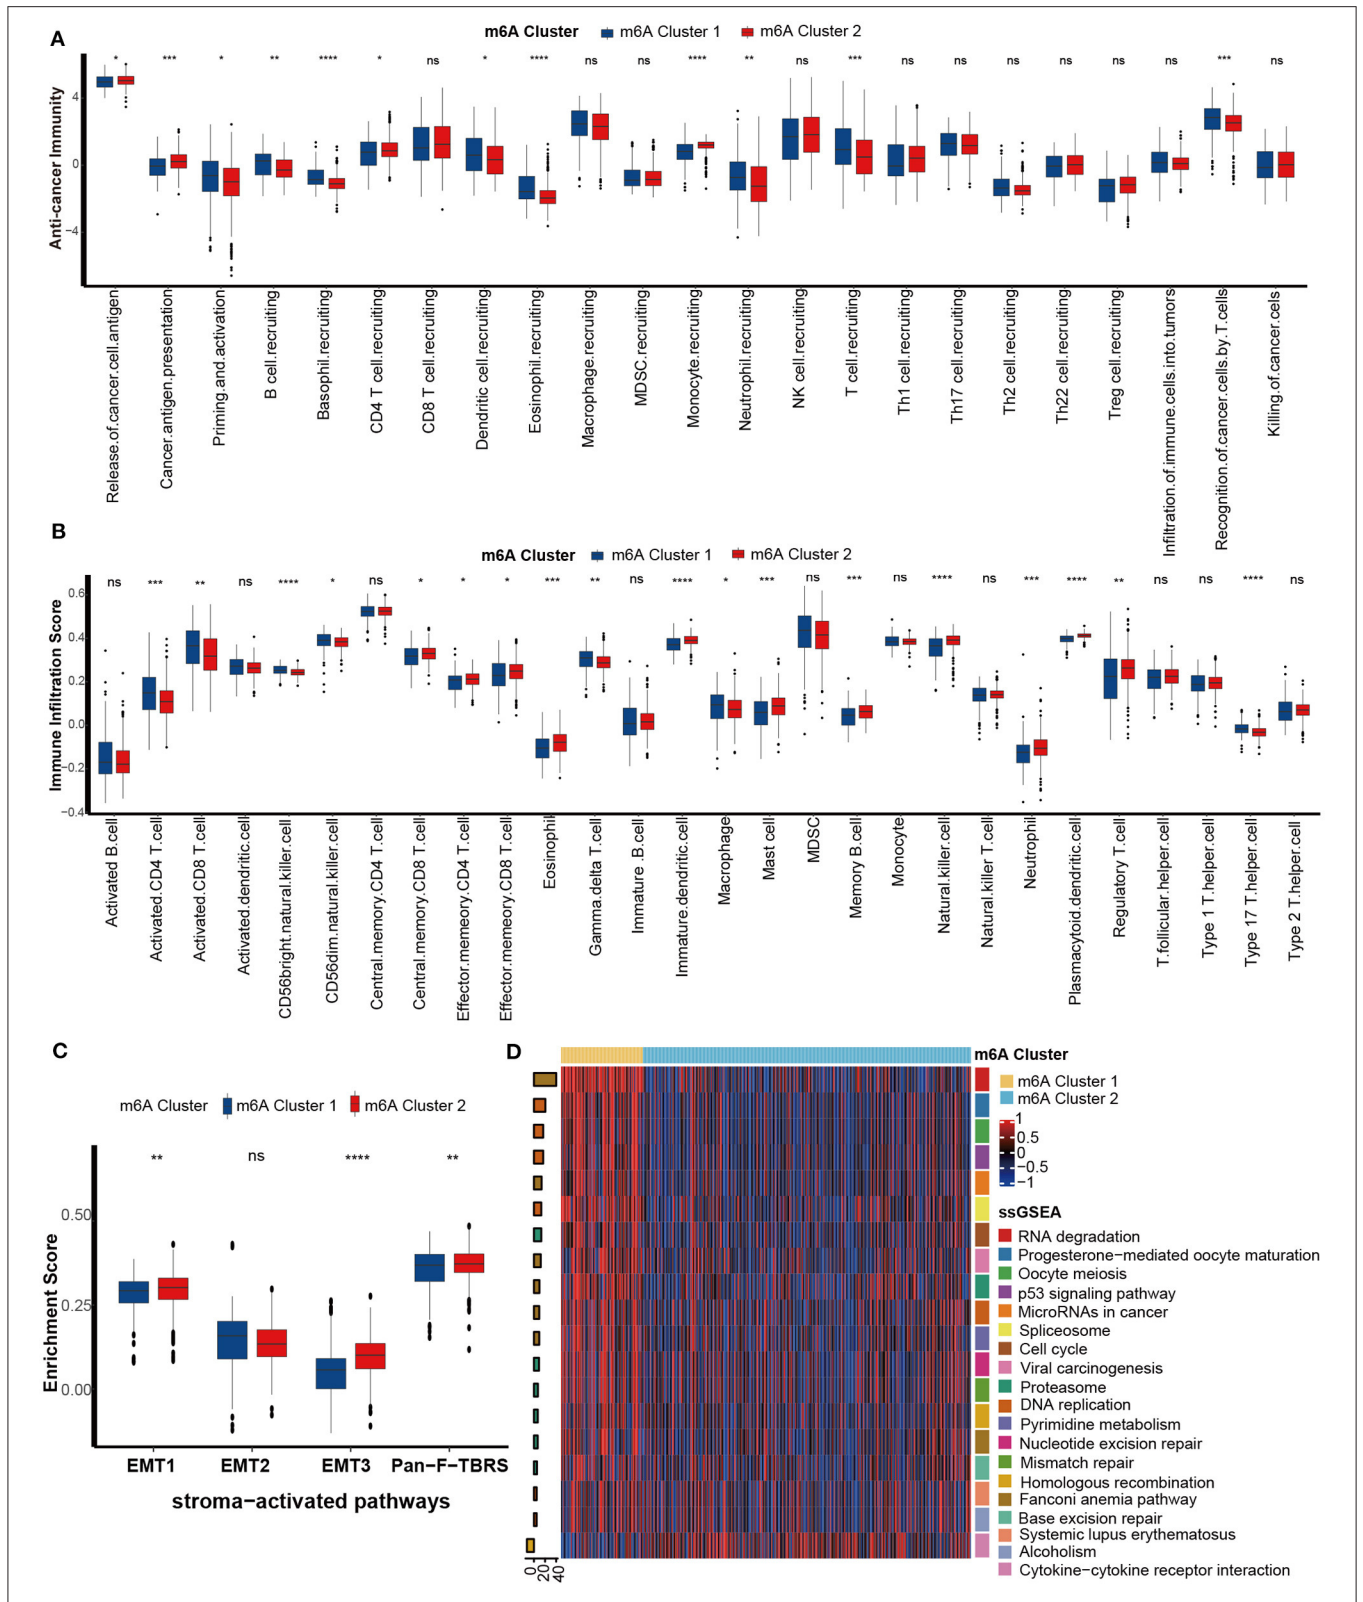 A
m6A Cluster m6A Cluster 1 m6A Cluster 2
* *** * ** **** * ns * **** ns ns **** ** ns *** ns ns ns ns ns ns *** ns
Anti-cancer Immunity
4
0
−4
Release.of.cancer.cell.antigen
Cancer.antigen.presentation
Priming.and.activation
B cell.recruiting
Basophil.recruiting
CD4 T cell.recruiting
CD8 T cell.recruiting
Dendritic cell.recruiting
Eosinophil.recruiting
Macrophage.recruiting
MDSC.recruiting
Monocyte.recruiting
Neutrophil.recruiting
NK cell.recruiting
T cell.recruiting
Th1 cell.recruiting
Th17 cell.recruiting
Th2 cell.recruiting
Th22 cell.recruiting
Treg cell.recruiting
Infiltration.of.immune.cells.into.tumors
Recognition.of.cancer.cells.by.T.cells
Killing.of.cancer.cells
B
m6A Cluster m6A Cluster 1 m6A Cluster 2
ns *** ** ns **** * ns * * * *** ** ns **** * *** ns *** ns **** ns *** **** ** ns ns **** ns
Immune Infiltration Score
0.6
0.4
0.2
0.0
−0.2
−0.4
Activated B.cell
Activated.CD4 T.cell
Activated.CD8 T.cell
Activated.dendritic.cell
CD56bright.natural.killer.cell
CD56dim.natural.killer.cell
Central.memory.CD4 T.cell
Central.memory.CD8 T.cell
Effector.memeory.CD4 T.cell
Effector.memeory.CD8 T.cell
Eosinophil
Gamma.delta T.cell
Immature .B.cell
Immature.dendritic.cell
Macrophage
Mast cell
MDSC
Memory B.cell
Monocyte
Natural.killer.cell
Natural.killer T.cell
Neutrophil
Plasmacytoid.dendritic.cell
Regulatory T.cell
T.follicular.helper.cell
Type 1 T.helper.cell
Type 17 T.helper.cell
Type 2 T.helper.cell
C
m6A Cluster m6A Cluster 1 m6A Cluster 2
** ns **** **
Enrichment Score
0.50
0.25
0.00
EMT1 EMT2 EMT3 Pan−F−TBRS
stroma−activated pathways
D
0 20 40
m6A Cluster
m6A Cluster 1
m6A Cluster 2
1
0.5
0
−0.5
−1
ssGSEA
RNA degradation
Progesterone−mediated oocyte maturation
Oocyte meiosis
p53 signaling pathway
MicroRNAs in cancer
Spliceosome
Cell cycle
Viral carcinogenesis
Proteasome
DNA replication
Pyrimidine metabolism
Nucleotide excision repair
Mismatch repair
Homologous recombination
Fanconi anemia pathway
Base excision repair
Systemic lupus erythematosus
Alcoholism
Cytokine−cytokine receptor interaction